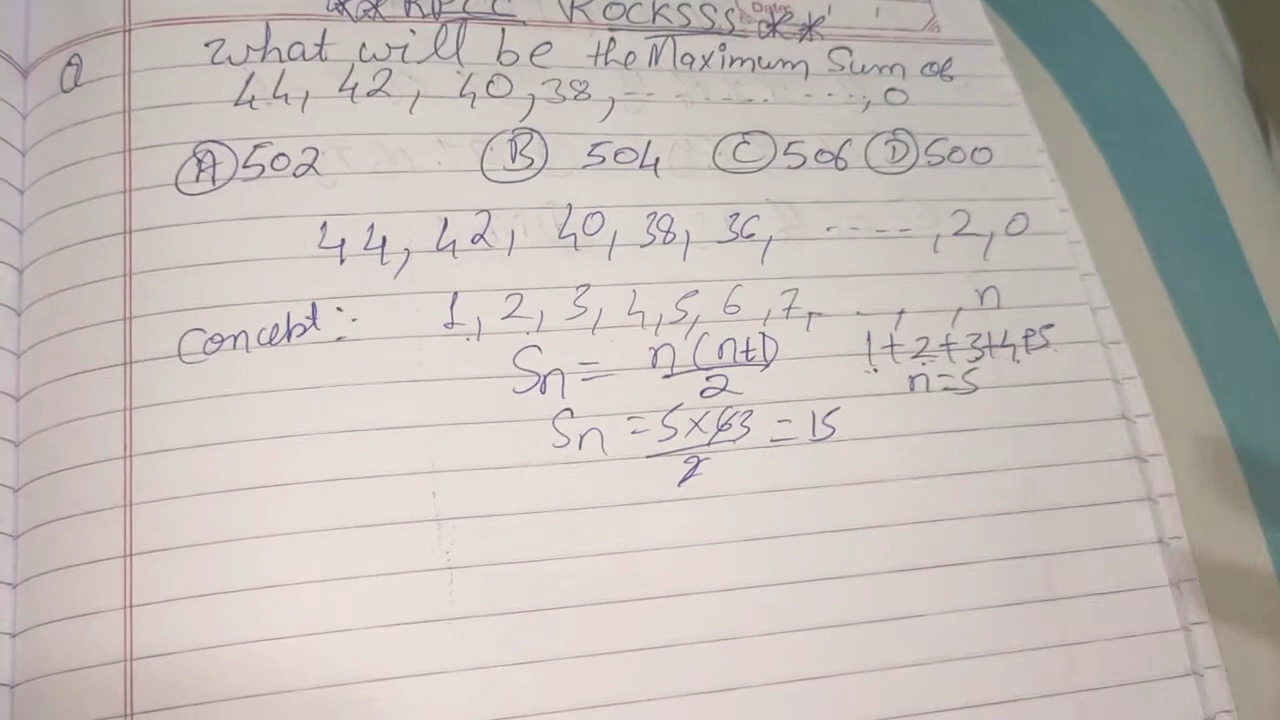 ROCKSSS **
Q What will be the Maximum Sum of
44, 42, 40, 38, ------------, 0
(A) 502 (B) 504 (C) 506 (D) 500
44, 42, 40, 38, 36, -----, 2, 0
Concept:- 1, 2, 3, 4, 5, 6, 7, - - , , n
Sn = n(n+1)/2 1+2+3+4+5
n=5
Sn = 5×63/2 = 15